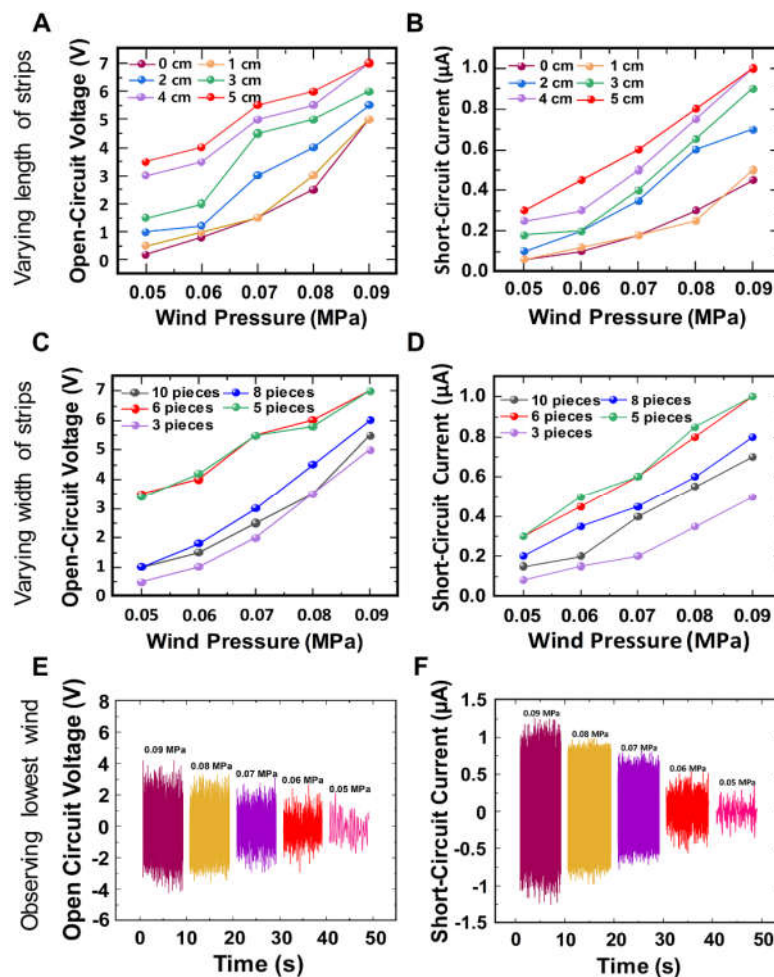 A
Varying length of strips
Open-Circuit Voltage (V)
7
6
5
4
3
2
1
0
0 cm 1 cm
2 cm 3 cm
4 cm 5 cm
0.05 0.06 0.07 0.08 0.09
Wind Pressure (MPa)
B
Short-Circuit Current (μA)
1.0
0.8
0.6
0.4
0.2
0.0
0 cm 1 cm
2 cm 3 cm
4 cm 5 cm
0.05 0.06 0.07 0.08 0.09
Wind Pressure (MPa)
C
Varying width of strips
Open-Circuit Voltage (V)
7
6
5
4
3
2
1
0
10 pieces 8 pieces
6 pieces 5 pieces
3 pieces
0.05 0.06 0.07 0.08 0.09
Wind Pressure (MPa)
D
Short-Circuit Current (μA)
1.0
0.8
0.6
0.4
0.2
0.0
10 pieces 8 pieces
6 pieces 5 pieces
3 pieces
0.05 0.06 0.07 0.08 0.09
Wind Pressure (MPa)
E
Observing lowest wind
Open Circuit Voltage (V)
8
6
4
2
0
-2
-4
-6
0.09 MPa
0.08 MPa
0.07 MPa
0.06 MPa
0.05 MPa
0 10 20 30 40 50
Time (s)
F
Short-Circuit Current (μA)
1.5
1
0.5
0
-0.5
-1
-1.5
0.09 MPa
0.08 MPa
0.07 MPa
0.06 MPa
0.05 MPa
0 10 20 30 40 50
Time (s)